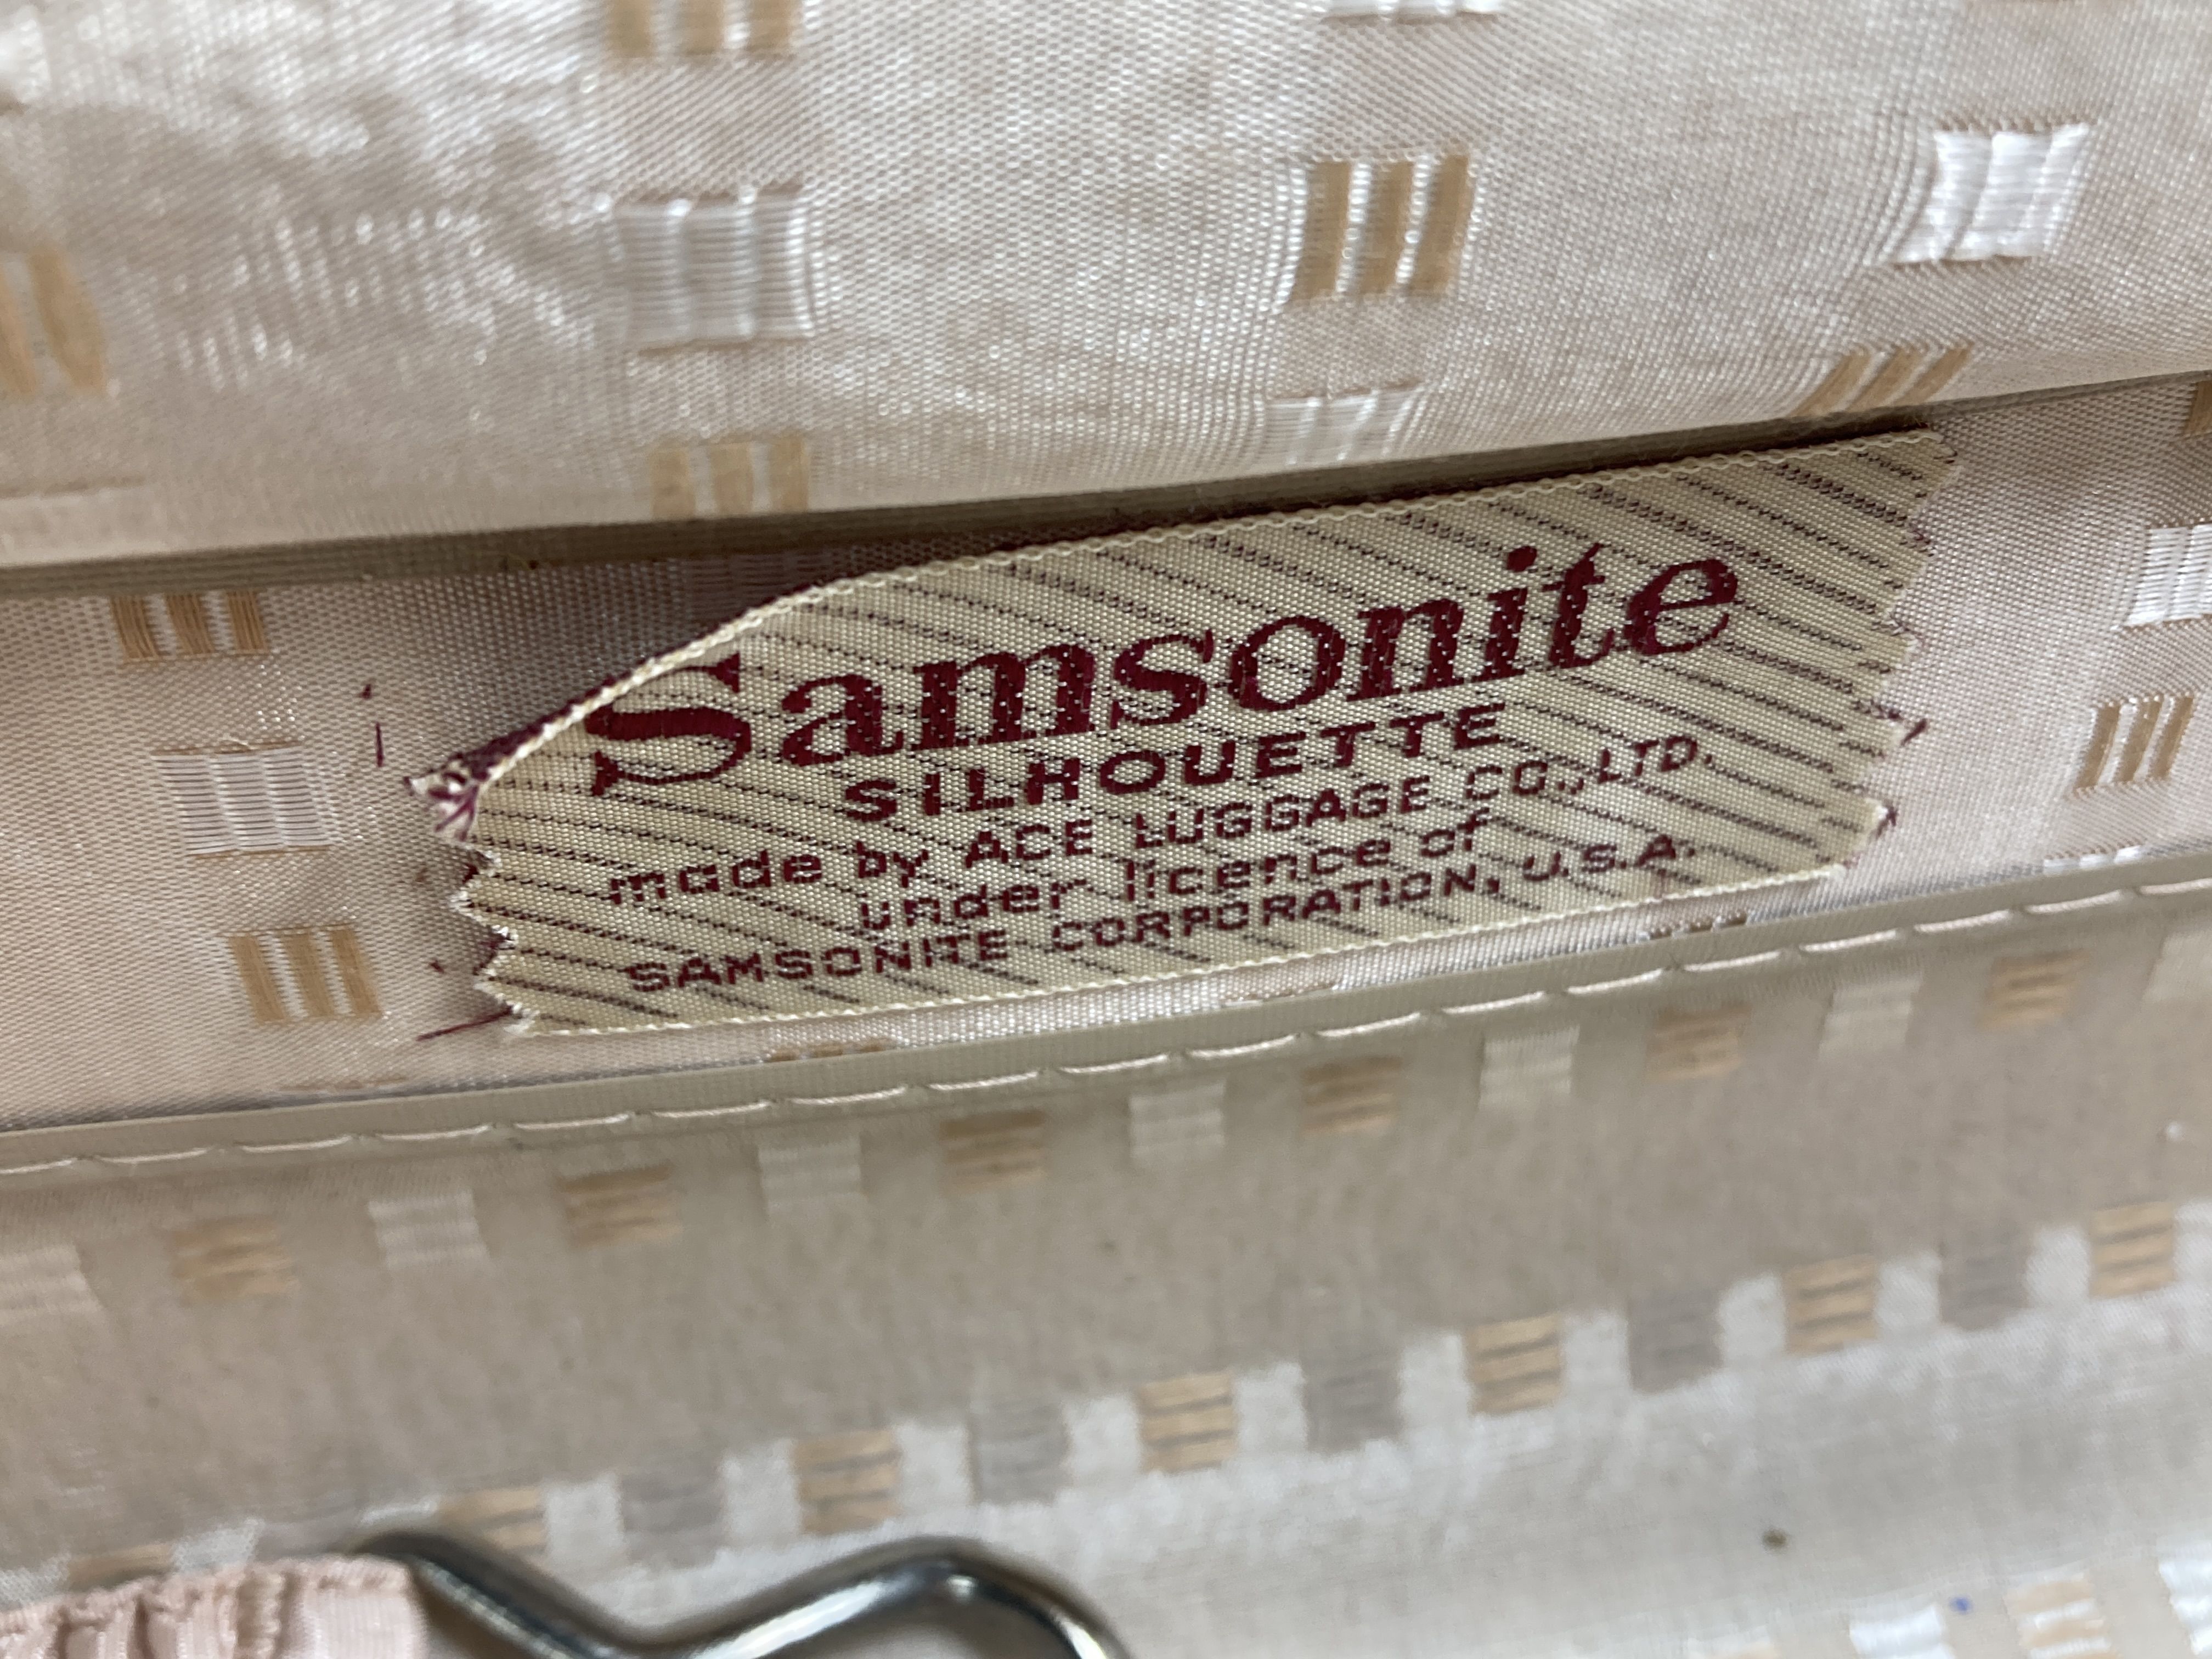 Samsonite
SILHOUETTE
made by ACE LUGGAGE CO., LTD.
under licence of
SAMSONITE CORPORATION, U.S.A.